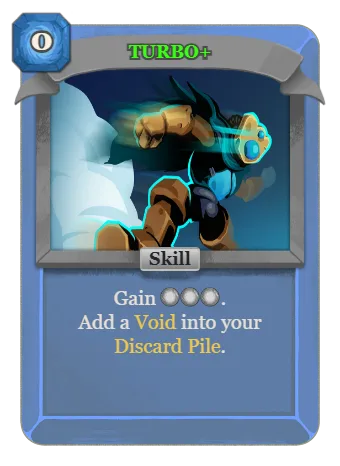 0
TURBO+
Skill
Gain .
Add a Void into your
Discard Pile.